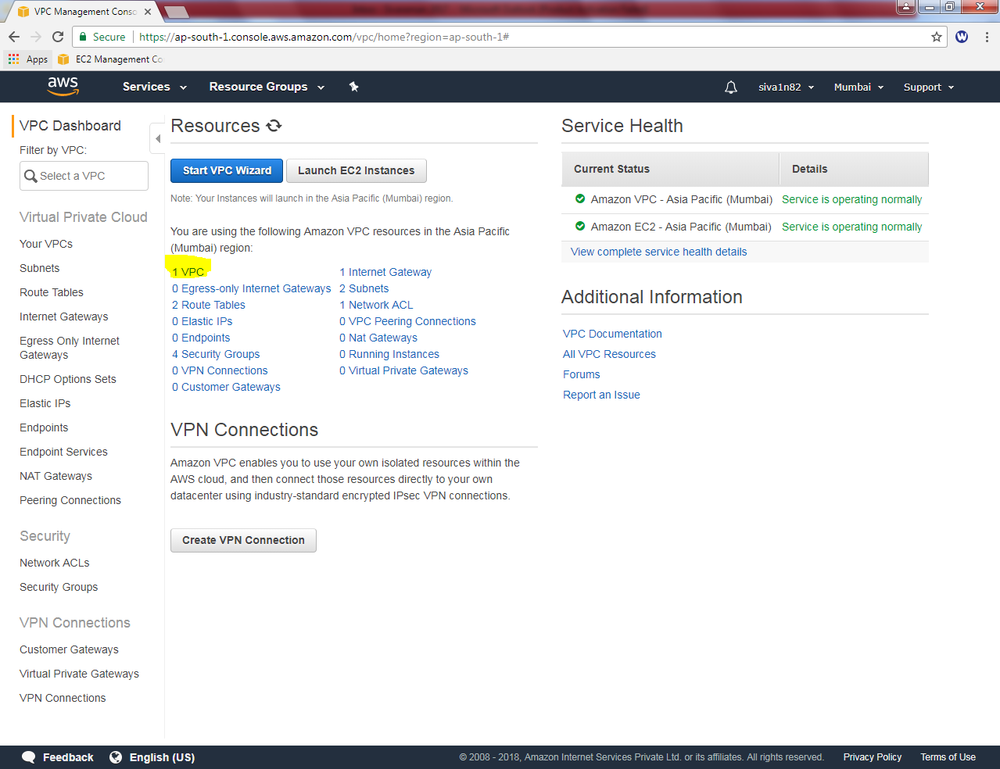 VPC Management Conso
Secure
https://ap-south-1.console.aws.amazon.com/vpc/home?region=ap-south-1#
W
Apps
EC2 Management Co
aws
Services
Resource Groups
siva1n82
Mumbai
Support
VPC Dashboard
Filter by VPC:
Select a VPC
Virtual Private Cloud
Your VPCs
Subnets
Route Tables
Internet Gateways
Egress Only Internet
Gateways
DHCP Options Sets
Elastic IPs
Endpoints
Endpoint Services
NAT Gateways
Peering Connections
Security
Network ACLs
Security Groups
VPN Connections
Customer Gateways
Virtual Private Gateways
VPN Connections
Resources
Start VPC Wizard
Launch EC2 Instances
Note: Your Instances will launch in the Asia Pacific (Mumbai) region.
You are using the following Amazon VPC resources in the Asia Pacific
(Mumbai) region:
1 VPC
1 Internet Gateway
0 Egress-only Internet Gateways
2 Subnets
2 Route Tables
1 Network ACL
0 Elastic IPs
0 VPC Peering Connections
0 Endpoints
0 Nat Gateways
4 Security Groups
0 Running Instances
0 VPN Connections
0 Virtual Private Gateways
0 Customer Gateways
VPN Connections
Amazon VPC enables you to use your own isolated resources within the
AWS cloud, and then connect those resources directly to your own
datacenter using industry-standard encrypted IPsec VPN connections.
Create VPN Connection
Service Health
Current Status
Details
Amazon VPC - Asia Pacific (Mumbai)
Service is operating normally
Amazon EC2 - Asia Pacific (Mumbai)
Service is operating normally
View complete service health details
Additional Information
VPC Documentation
All VPC Resources
Forums
Report an Issue
Feedback
English (US)
© 2008 - 2018, Amazon Internet Services Private Ltd. or its affiliates. All rights reserved.
Privacy Policy
Terms of Use